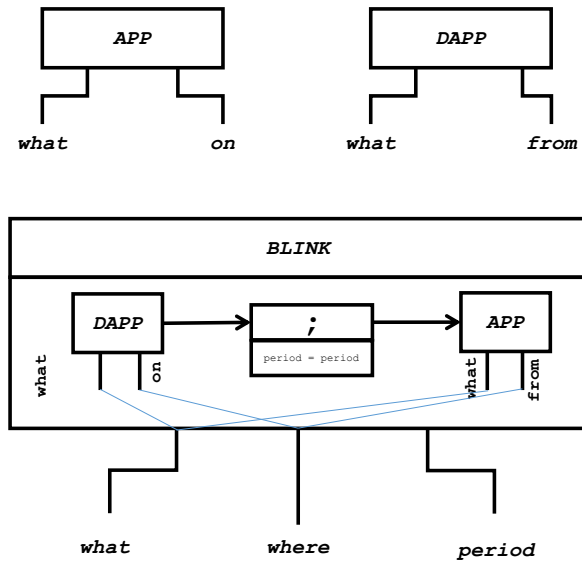 APP DAPP
what on what from
BLINK
DAPP ; APP
period = period
what on what from
what where period